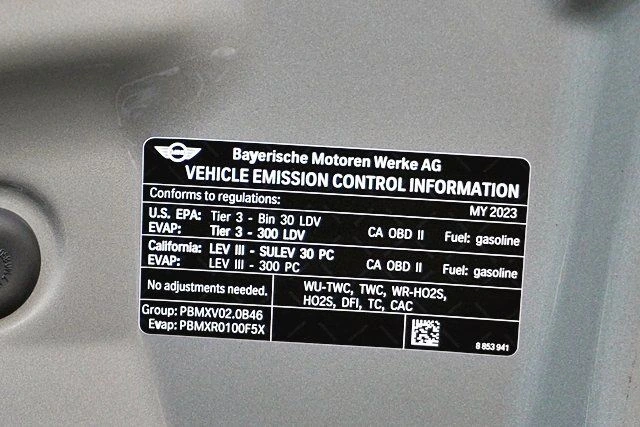 Bayerische Motoren Werke AG
VEHICLE EMISSION CONTROL INFORMATION
Conforms to regulations: MY 2023
U.S. EPA: Tier 3 - Bin 30 LDV
EVAP: Tier 3 - 300 LDV CA OBD II Fuel: gasoline
California: LEV III - SULEV 30 PC
EVAP: LEV III - 300 PC CA OBD II Fuel: gasoline
No adjustments needed.
WU-TWC, TWC, WR-HO2S,
HO2S, DFI, TC, CAC
Group: PBMXV02.0B46
Evap: PBMXR0100F5X
8 853 941